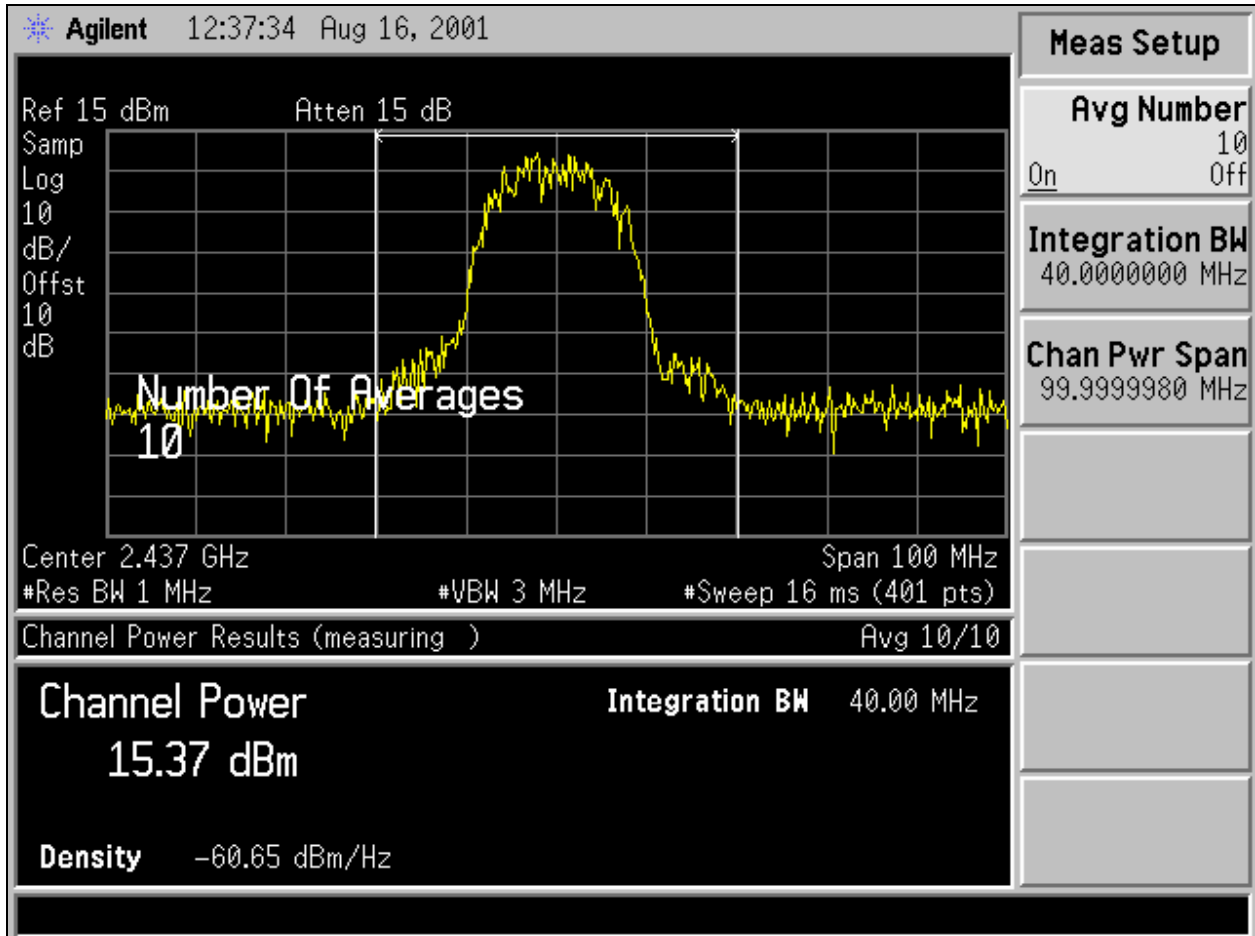 Agilent 12:37:34 Aug 16, 2001
Meas Setup
Ref 15 dBm Atten 15 dB
Samp
Log
10
dB/
Offst
10
dB
Number Of Averages
10
Center 2.437 GHz Span 100 MHz
#Res BW 1 MHz #VBW 3 MHz #Sweep 16 ms (401 pts)
Channel Power Results (measuring ) Avg 10/10
Channel Power Integration BW 40.00 MHz
15.37 dBm
Density -60.65 dBm/Hz
Avg Number
10
On Off
Integration BW
40.0000000 MHz
Chan Pwr Span
99.9999980 MHz